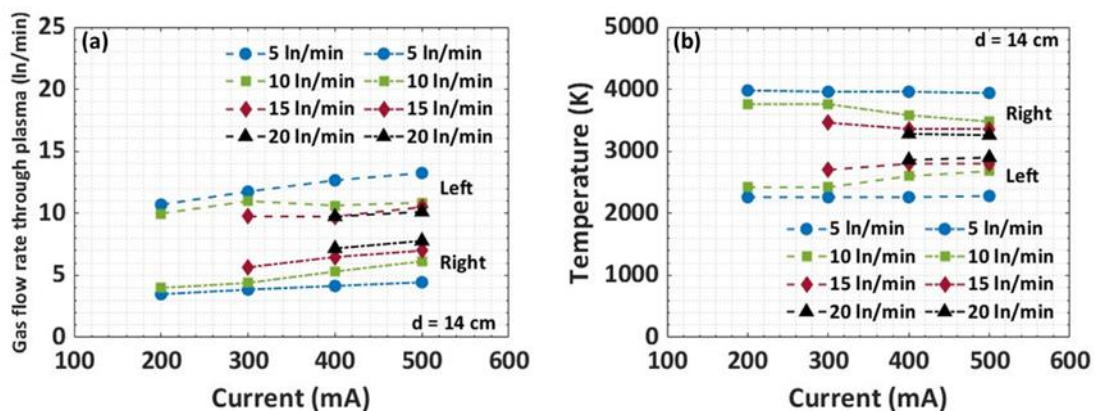 (a)
Gas flow rate through plasma (ln/min)
25
20
15
10
5
0
5 ln/min 5 ln/min
10 ln/min 10 ln/min
15 ln/min 15 ln/min
20 ln/min 20 ln/min
Left
Right
d = 14 cm
100 200 300 400 500 600
Current (mA)
(b)
d = 14 cm
Temperature (K)
5000
4000
3000
2000
1000
0
Right
Left
5 ln/min 5 ln/min
10 ln/min 10 ln/min
15 ln/min 15 ln/min
20 ln/min 20 ln/min
100 200 300 400 500 600
Current (mA)